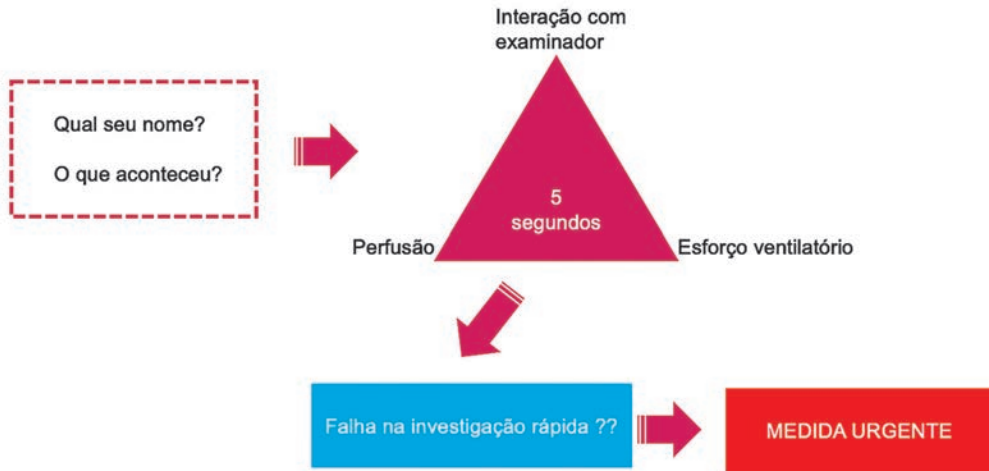 Interação com
examinador
Qual seu nome?
O que aconteceu?
5
segundos
Perfusão
Esforço ventilatório
Falha na investigação rápida ??
MEDIDA URGENTE